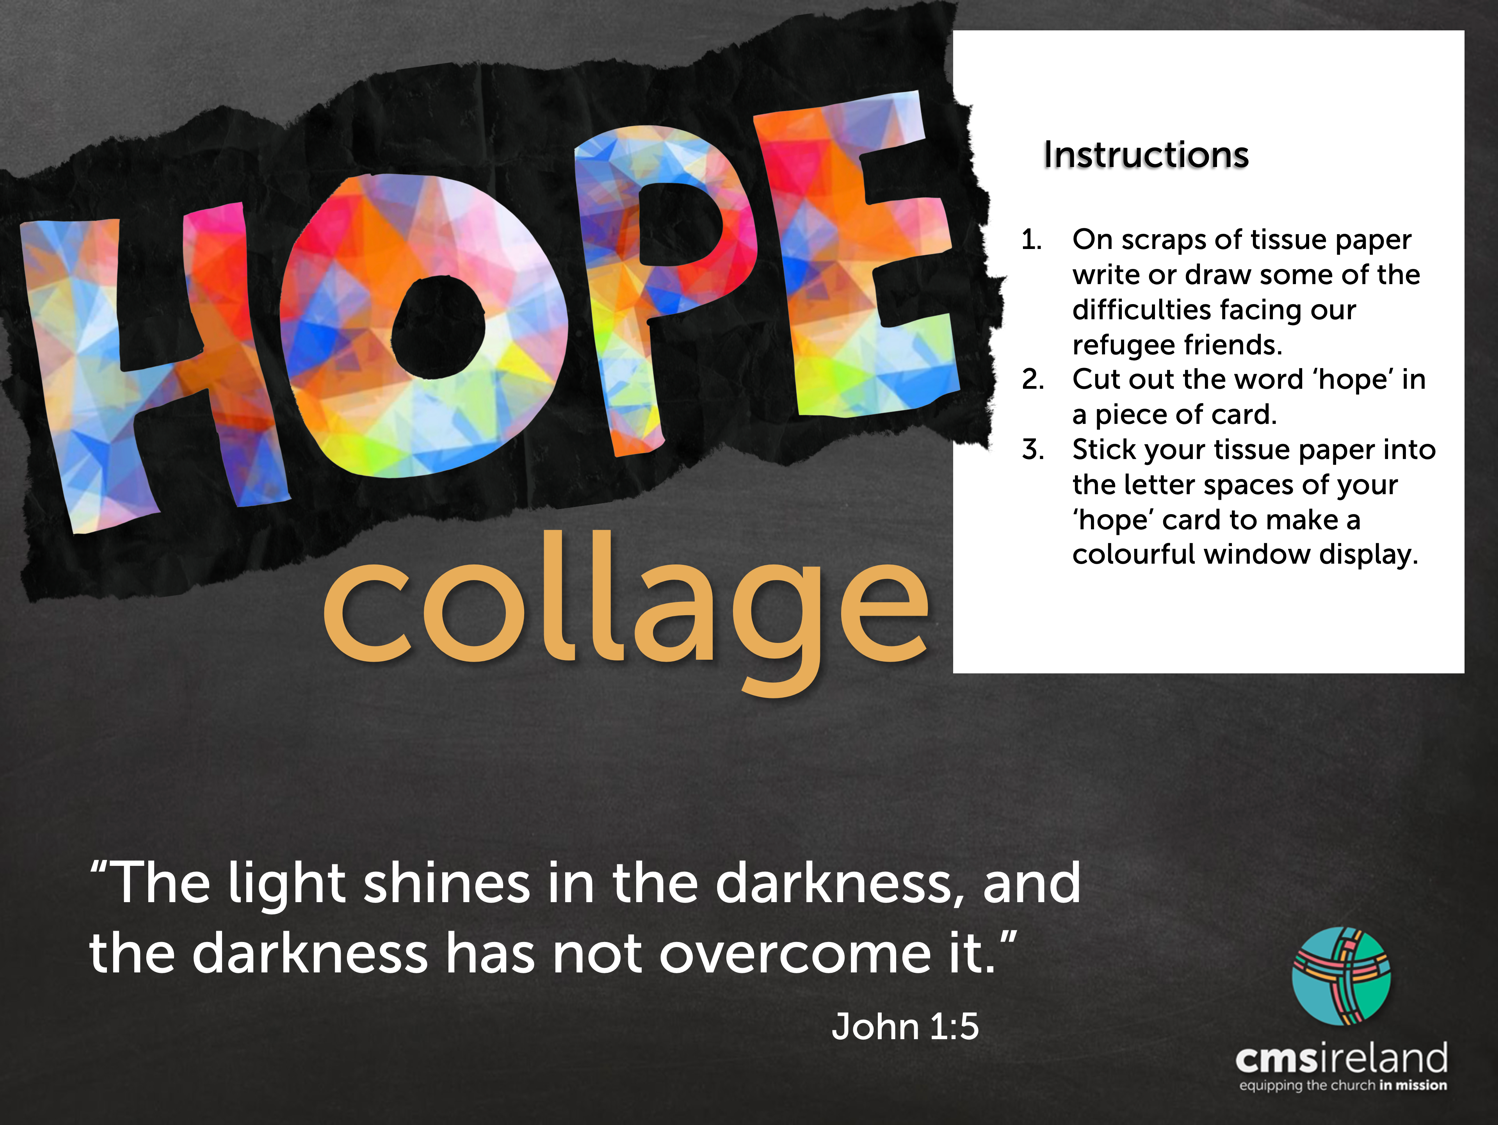 HOPE
collage
Instructions
1. On scraps of tissue paper
write or draw some of the
difficulties facing our
refugee friends.
2. Cut out the word ‘hope’ in
a piece of card.
3. Stick your tissue paper into
the letter spaces of your
‘hope’ card to make a
colourful window display.
“The light shines in the darkness, and
the darkness has not overcome it.”
John 1:5
cmsireland
equipping the church in mission